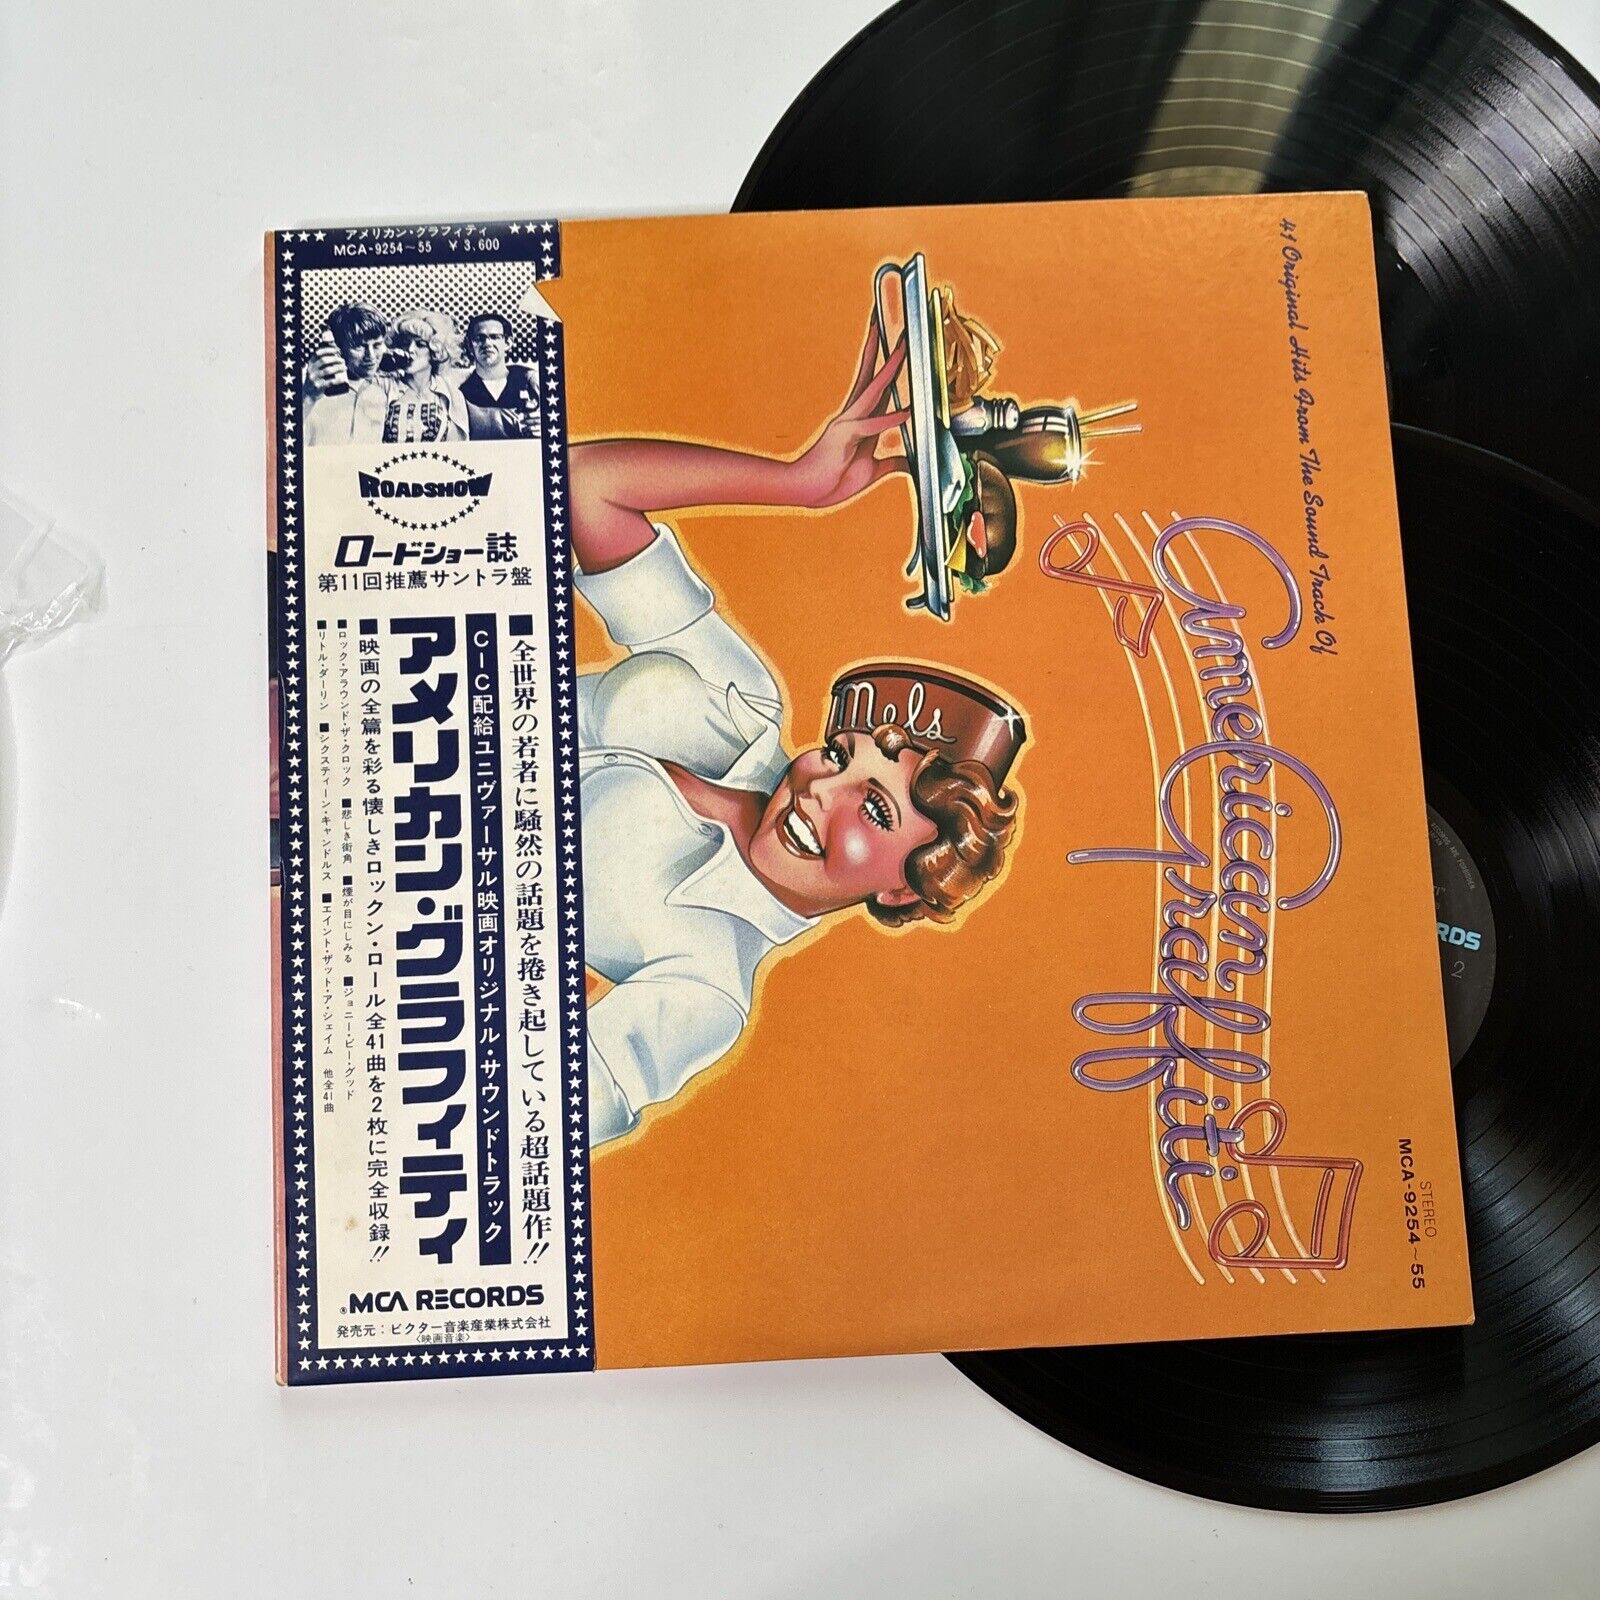 アメリカン・グラフィティ
MCA-9254~55 ¥3,600
ROADSHOW
ロードショー誌
第11回推薦サントラ盤
■全世界の若者に騒然の話題を捲き起している超話題作!!
CIC配給ユニヴァーサル映画オリジナル・サウンドトラック
アメリカン・グラフィティ
■映画の全篇を彩る懐しきロックン・ロール全41曲を2枚に完全収録!!
■ロック・アラウンド・ザ・クロック ■悲しき街角 ■煙が目にしみる ■ジョニー・ビー・グッド
■リトル・ダーリン ■シクスティーン・キャンドルス ■エイント・ザット・ア・シェイム 他全41曲
®MCA RECORDS
発売元:ビクター音楽産業株式会社
〈映画音楽〉
41 Original Hits From The Sound Track Of
American
Graffiti
Mels
STEREO
MCA-9254~55
RDS
2